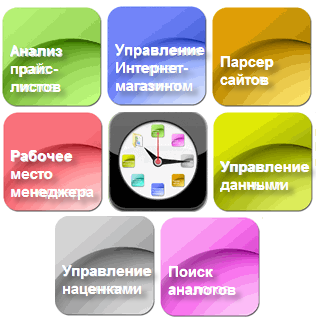 Анализ
прайс-
листов
Управление
Интернет-
магазином
Парсер
сайтов
Рабочее
место
менеджера
Управление
данными
Управление
наценками
Поиск
аналогов